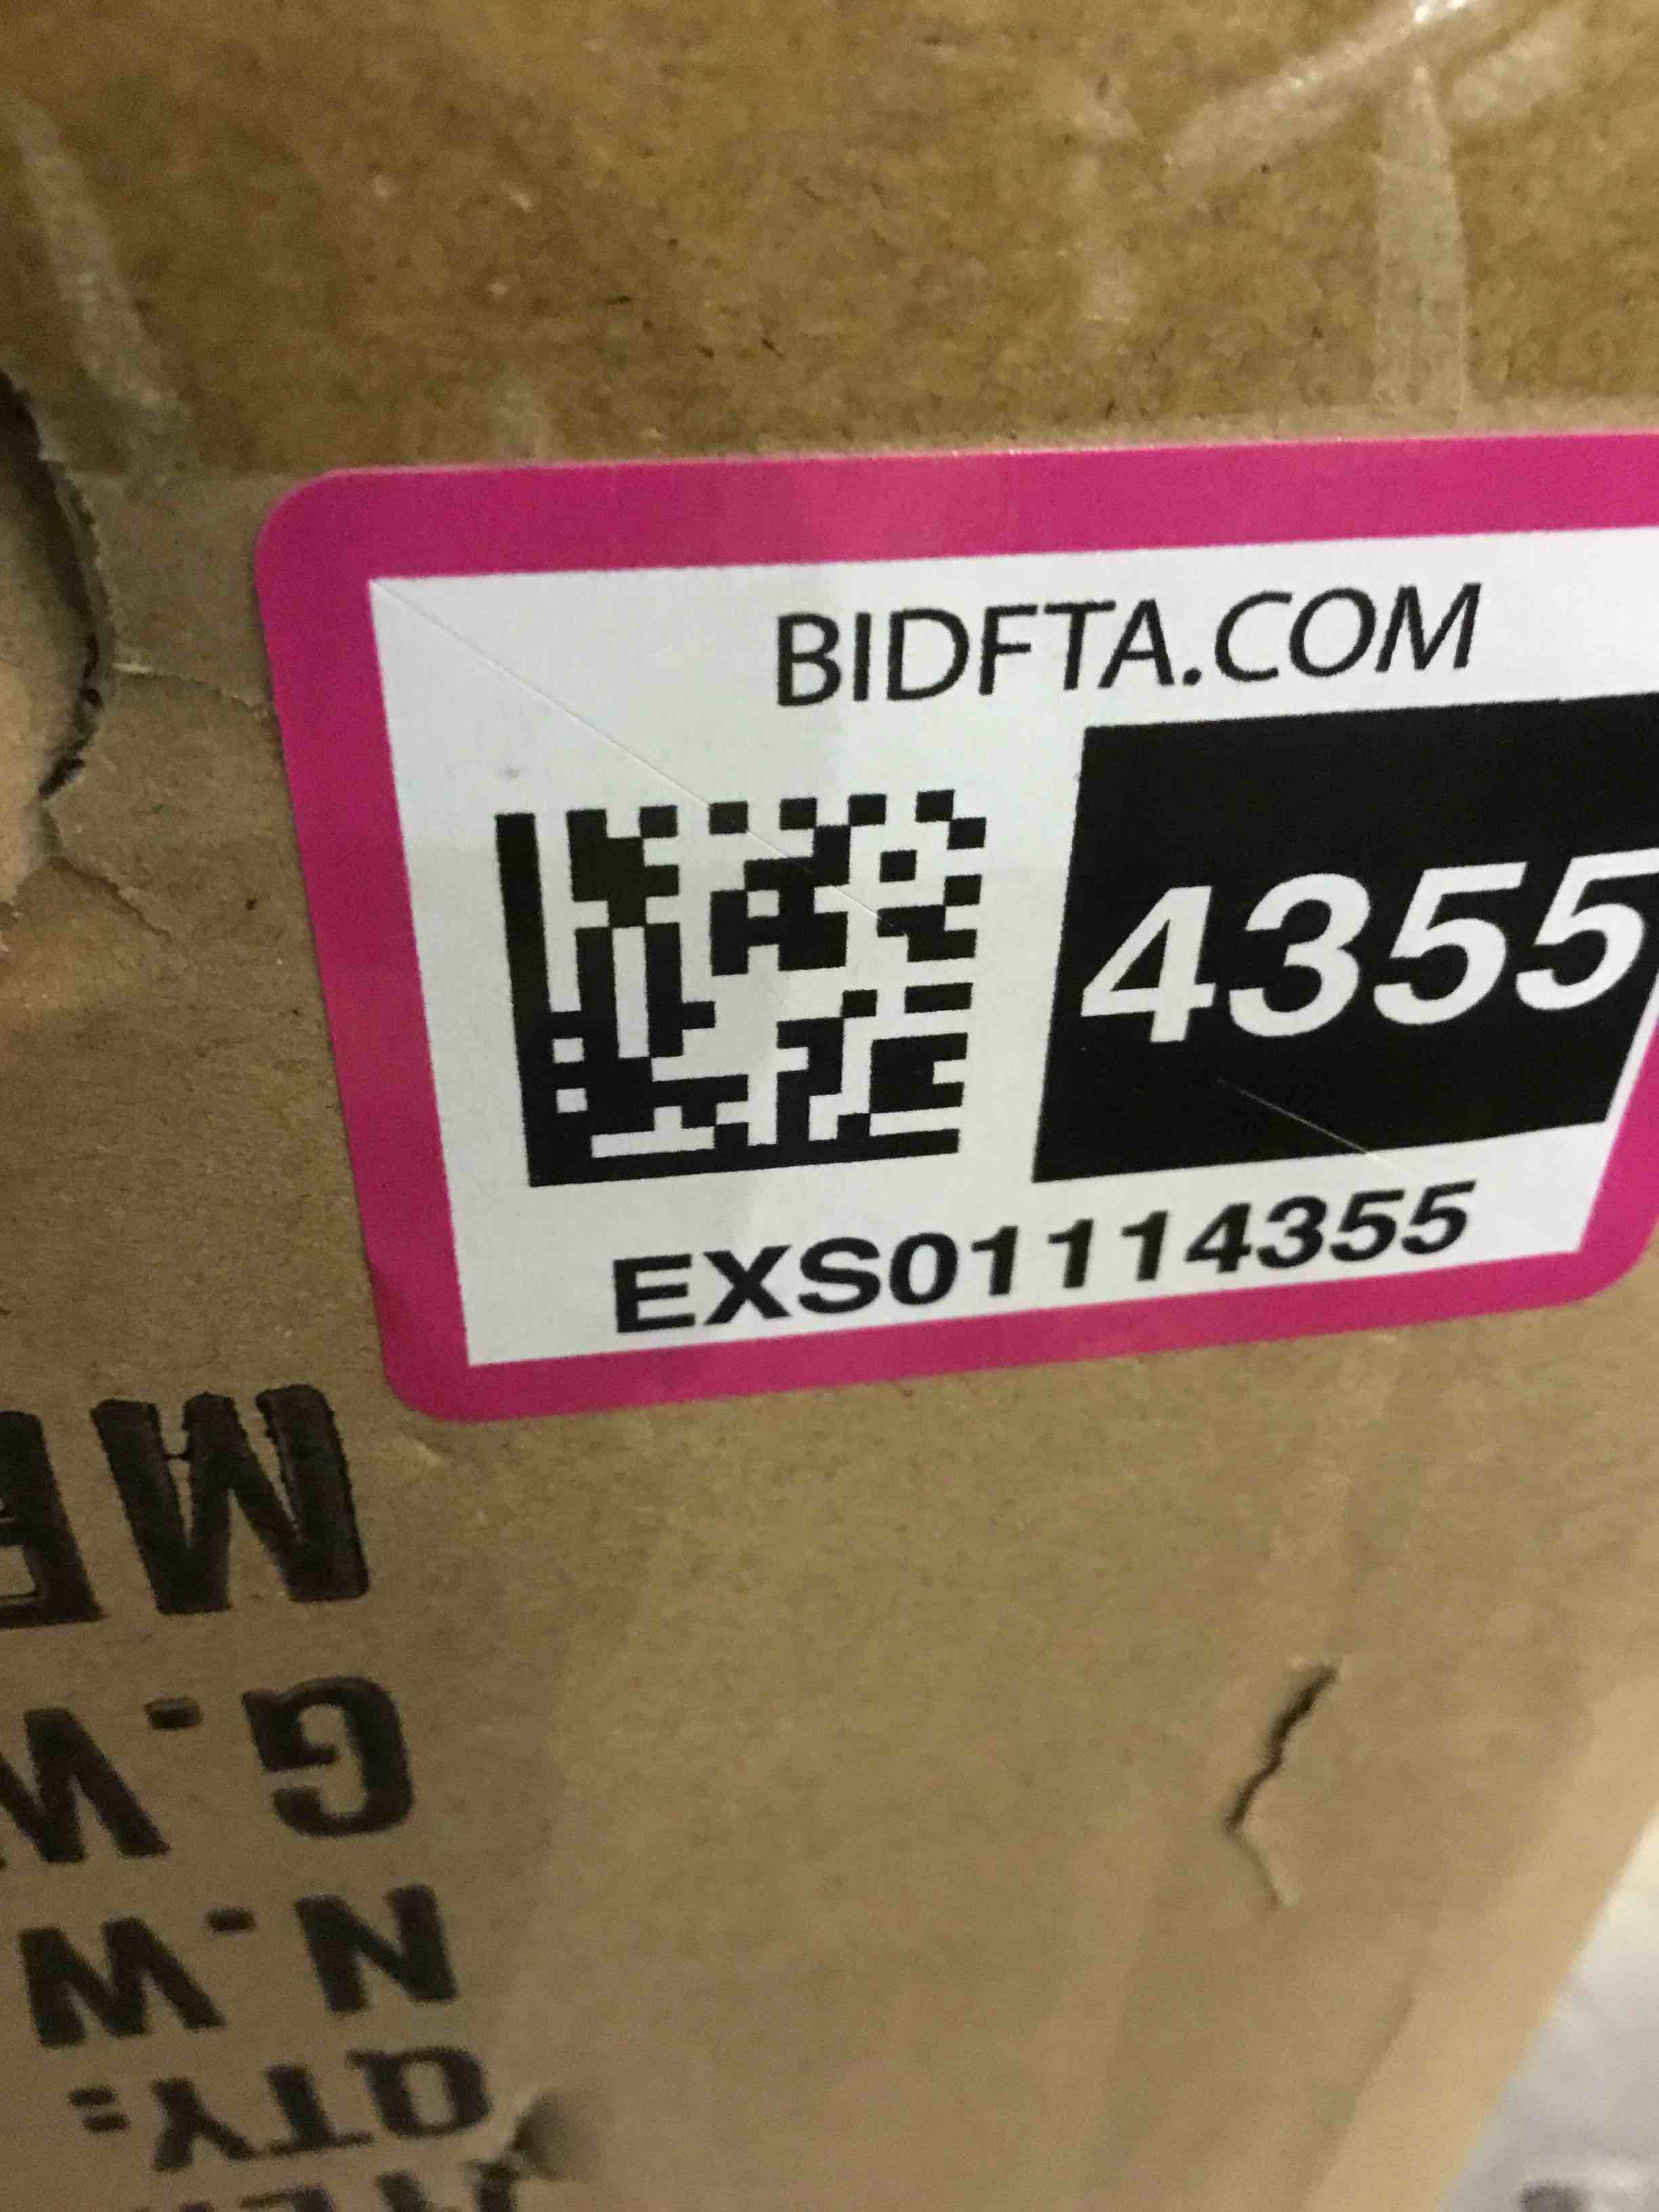 BIDFTA.COM
4355
EXS01114355
G.W
N.W
QTY: